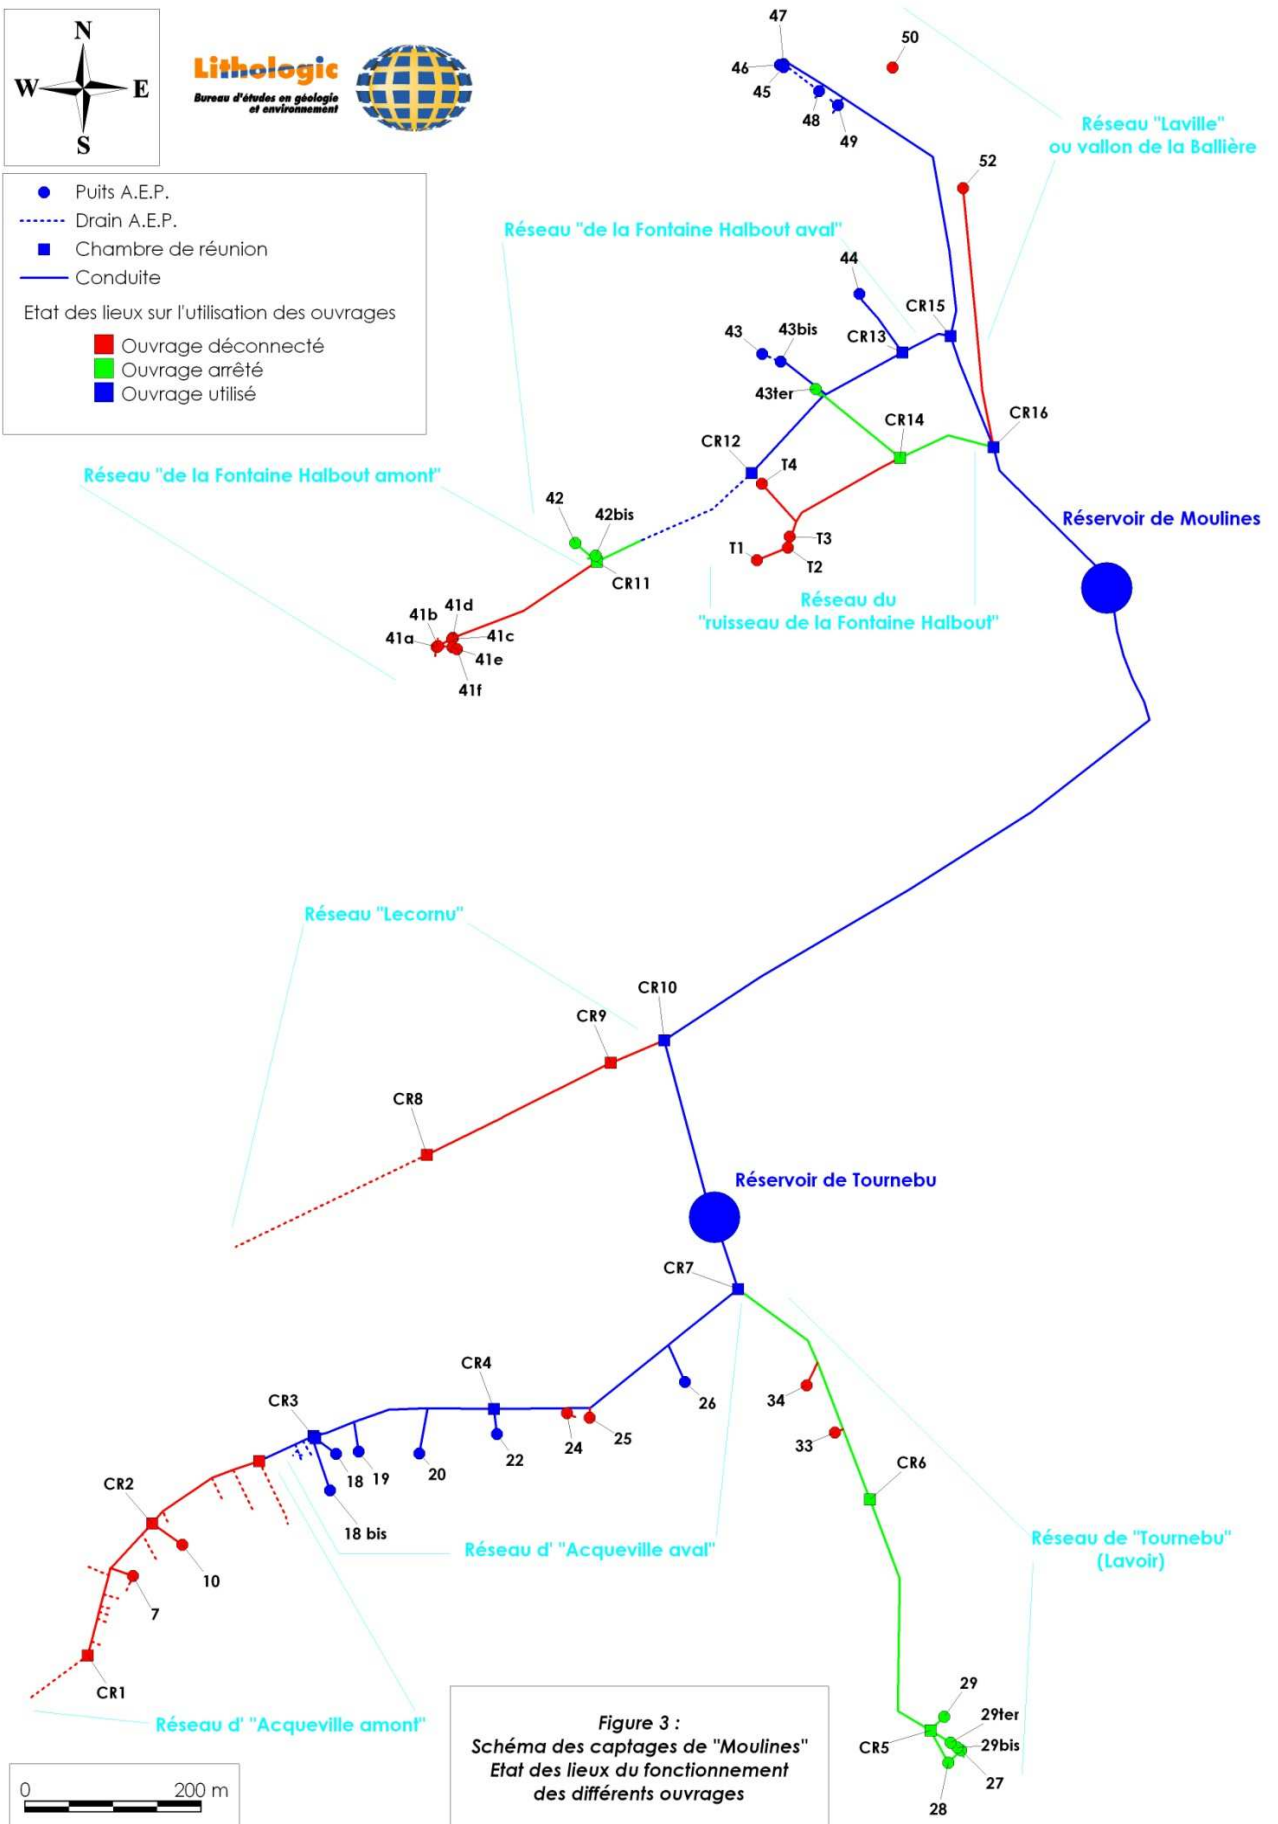 N
W
E
S
Lithologic
Bureau d'études en géologie
et environnement
Puits A.E.P.
Drain A.E.P.
Chambre de réunion
Conduite
Etat des lieux sur l'utilisation des ouvrages
Ouvrage déconnecté
Ouvrage arrêté
Ouvrage utilisé
47
46
45
48
49
50
52
Réseau "Laville"
ou vallon de la Ballière
Réseau "de la Fontaine Halbout aval"
44
CR15
CR13
43
43bis
43ter
CR14
CR16
CR12
T4
T3
T1
T2
Réseau "de la Fontaine Halbout amont"
42
42bis
CR11
Réservoir de Moulines
Réseau du
"ruisseau de la Fontaine Halbout"
41b
41d
41a
41c
41e
41f
Réseau "Lecornu"
CR10
CR9
CR8
Réservoir de Tournebu
CR7
CR4
26
34
CR3
24
25
33
22
20
19
18
18 bis
CR6
CR2
10
7
CR1
Réseau d' "Acqueville aval"
Réseau de "Tournebu"
(Lavoir)
Réseau d' "Acqueville amont"
29
29ter
CR5
29bis
27
28
Figure 3 :
Schéma des captages de "Moulines"
Etat des lieux du fonctionnement
des différents ouvrages
0
200 m